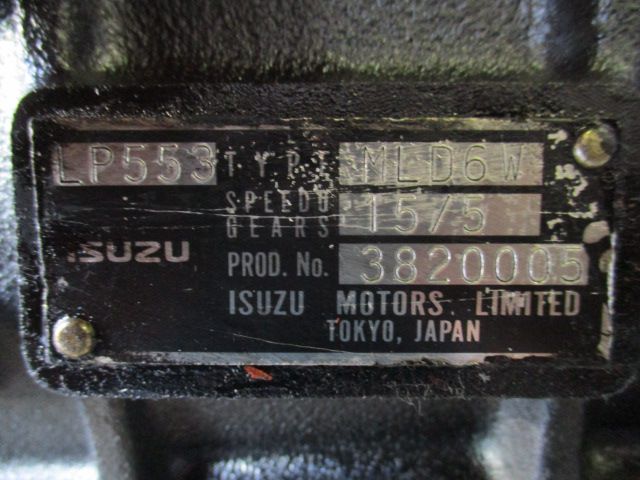 LP553 TYPE MLD6W
SPEEDO GEARS 15/5
ISUZU PROD. No. 3820005
ISUZU MOTORS LIMITED
TOKYO, JAPAN